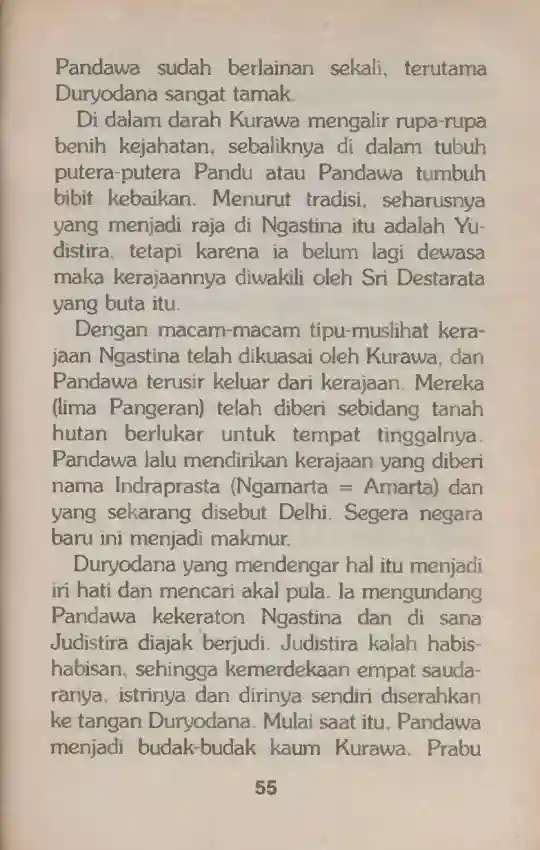 Pandawa sudah berlainan sekali, terutama
Duryodana sangat tamak.
Di dalam darah Kurawa mengalir rupa-rupa
benih kejahatan, sebaliknya di dalam tubuh
putera-putera Pandu atau Pandawa tumbuh
bibit kebaikan. Menurut tradisi, seharusnya
yang menjadi raja di Ngastina itu adalah Yu-
distira, tetapi karena ia belum lagi dewasa
maka kerajaannya diwakili oleh Sri Destarata
yang buta itu.
Dengan macam-macam tipu-muslihat kera-
jaan Ngastina telah dikuasai oleh Kurawa, dan
Pandawa terusir keluar dari kerajaan. Mereka
(lima Pangeran) telah diberi sebidang tanah
hutan berlukar untuk tempat tinggalnya.
Pandawa lalu mendirikan kerajaan yang diberi
nama Indraprasta (Ngamarta = Amarta) dan
yang sekarang disebut Delhi. Segera negara
baru ini menjadi makmur.
Duryodana yang mendengar hal itu menjadi
iri hati dan mencari akal pula. Ia mengundang
Pandawa kekeraton Ngastina dan di sana
Judistira diajak berjudi. Judistira kalah habis-
habisan, sehingga kemerdekaan empat sauda-
ranya, istrinya dan dirinya sendiri diserahkan
ke tangan Duryodana. Mulai saat itu, Pandawa
menjadi budak-budak kaum Kurawa. Prabu
55